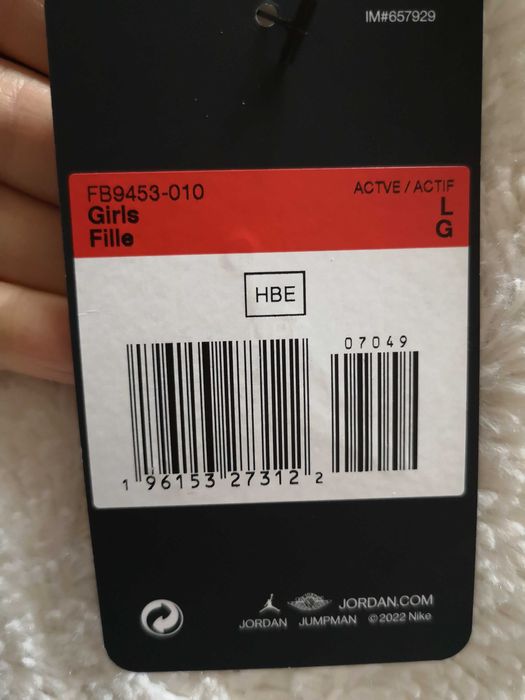 IM#657929
FB9453-010
ACTVE / ACTIF
Girls
L
Fille
G
HBE
07049
1 96153 27312 2
JORDAN.COM
JORDAN JUMPMAN ©2022 Nike